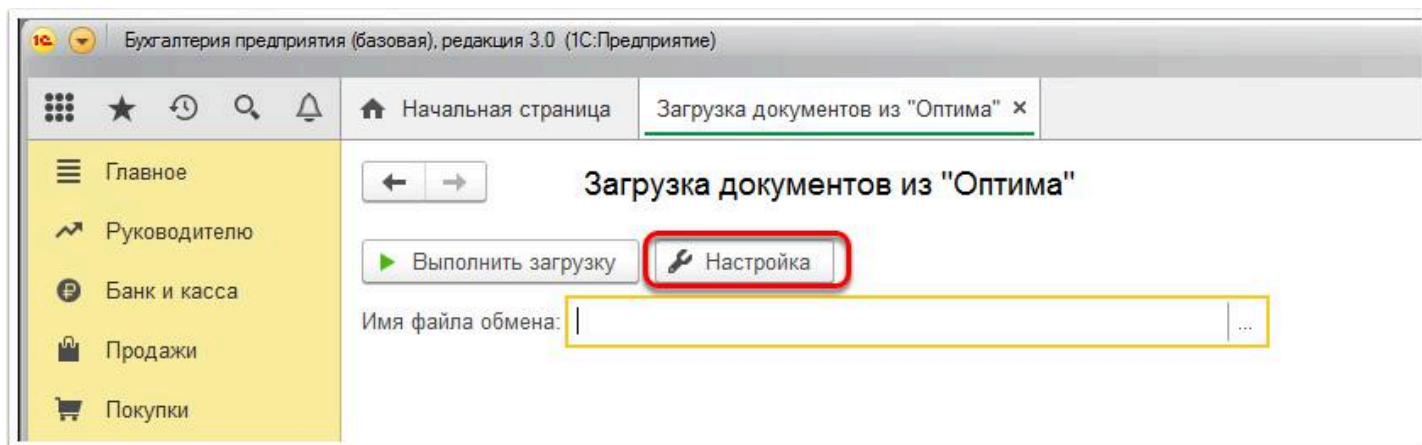 1С Бухгалтерия предприятия (базовая), редакция 3.0 (1С:Предприятие)
Начальная страница
Загрузка документов из "Оптима" ×
Главное
Загрузка документов из "Оптима"
Руководителю
Выполнить загрузку
Настройка
Банк и касса
Имя файла обмена:
...
Продажи
Покупки